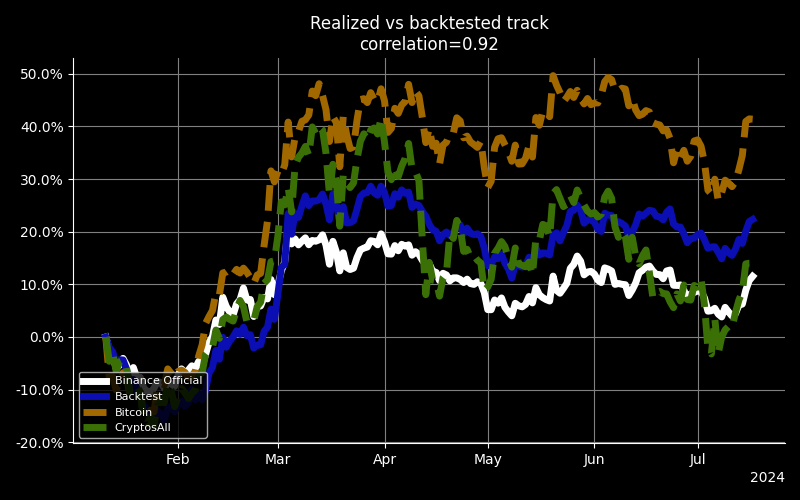 Realized vs backtested track
correlation=0.92
50.0%
40.0%
30.0%
20.0%
10.0%
0.0%
-10.0%
-20.0%
Binance Official
Backtest
Bitcoin
CryptosAll
Feb Mar Apr May Jun Jul
2024